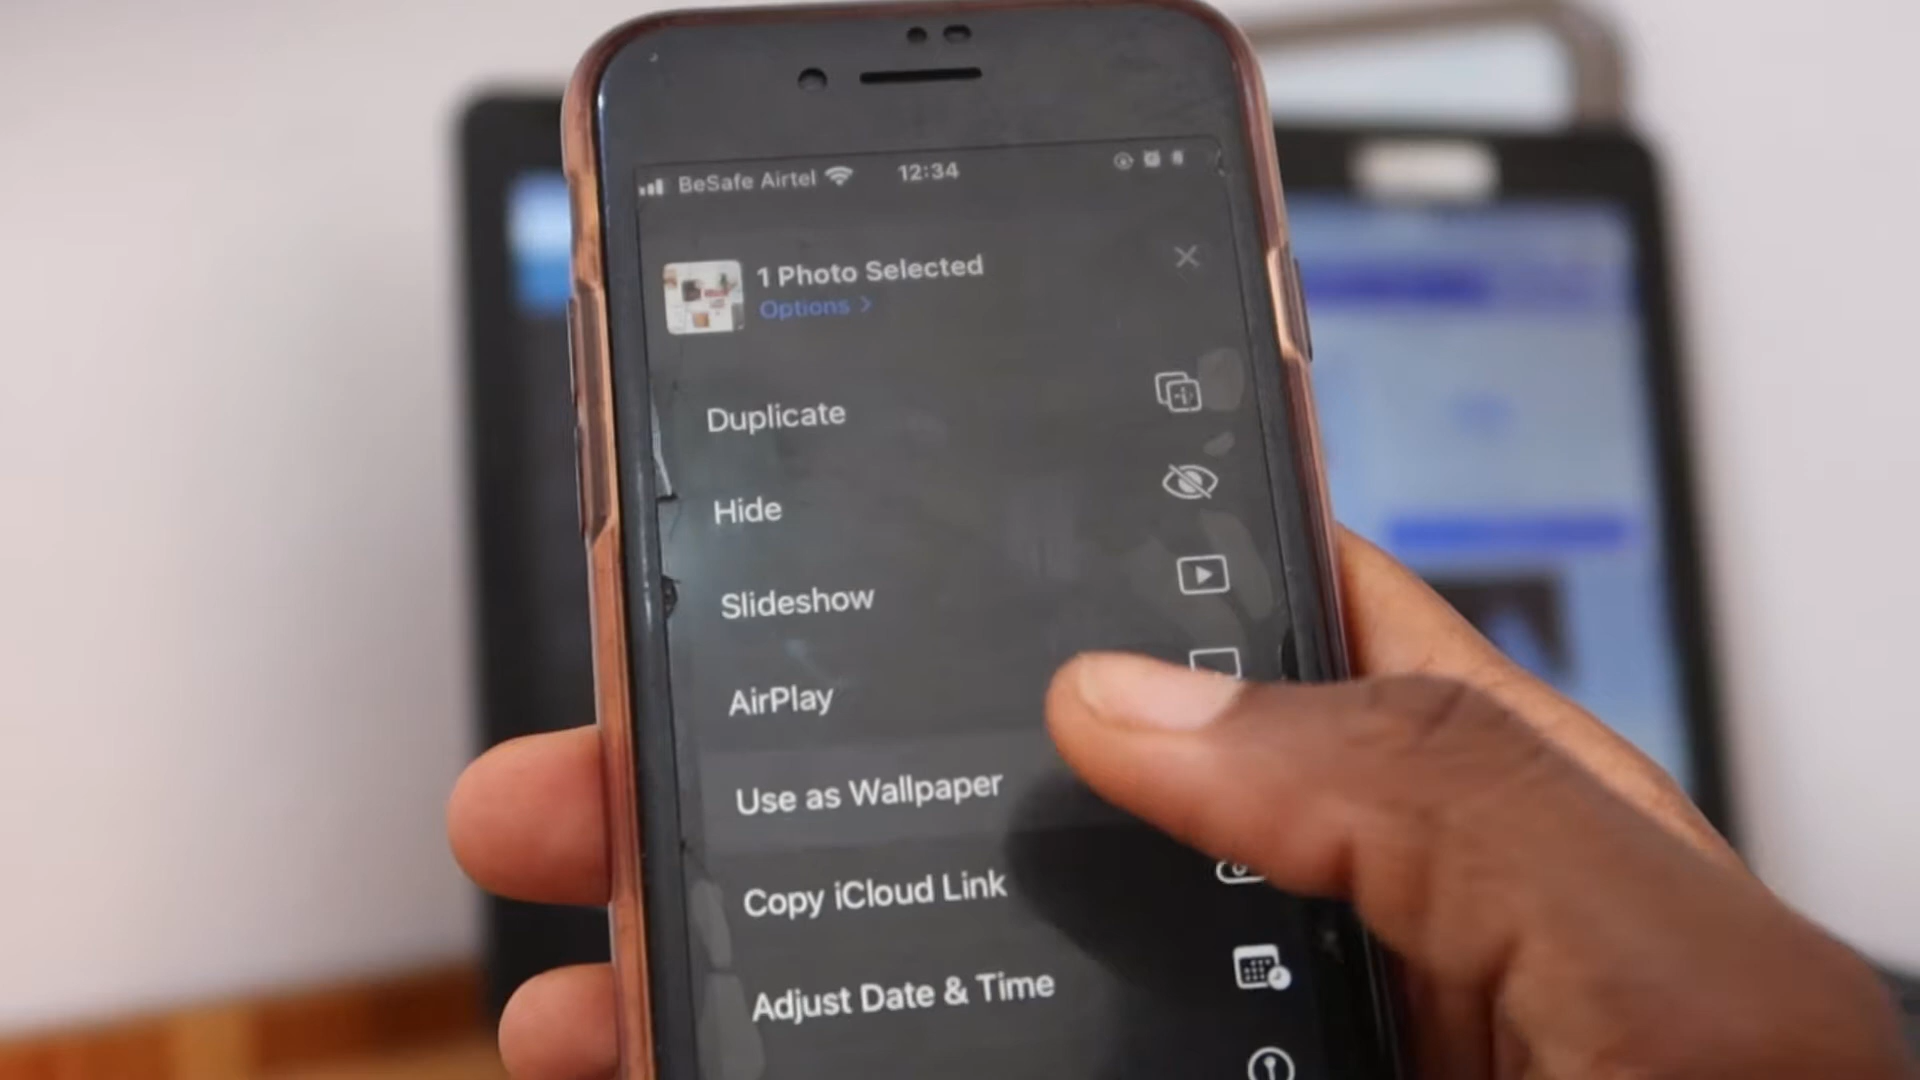 BeSafe Airtel 12:34
1 Photo Selected
Options >
Duplicate
Hide
Slideshow
AirPlay
Use as Wallpaper
Copy iCloud Link
Adjust Date & Time